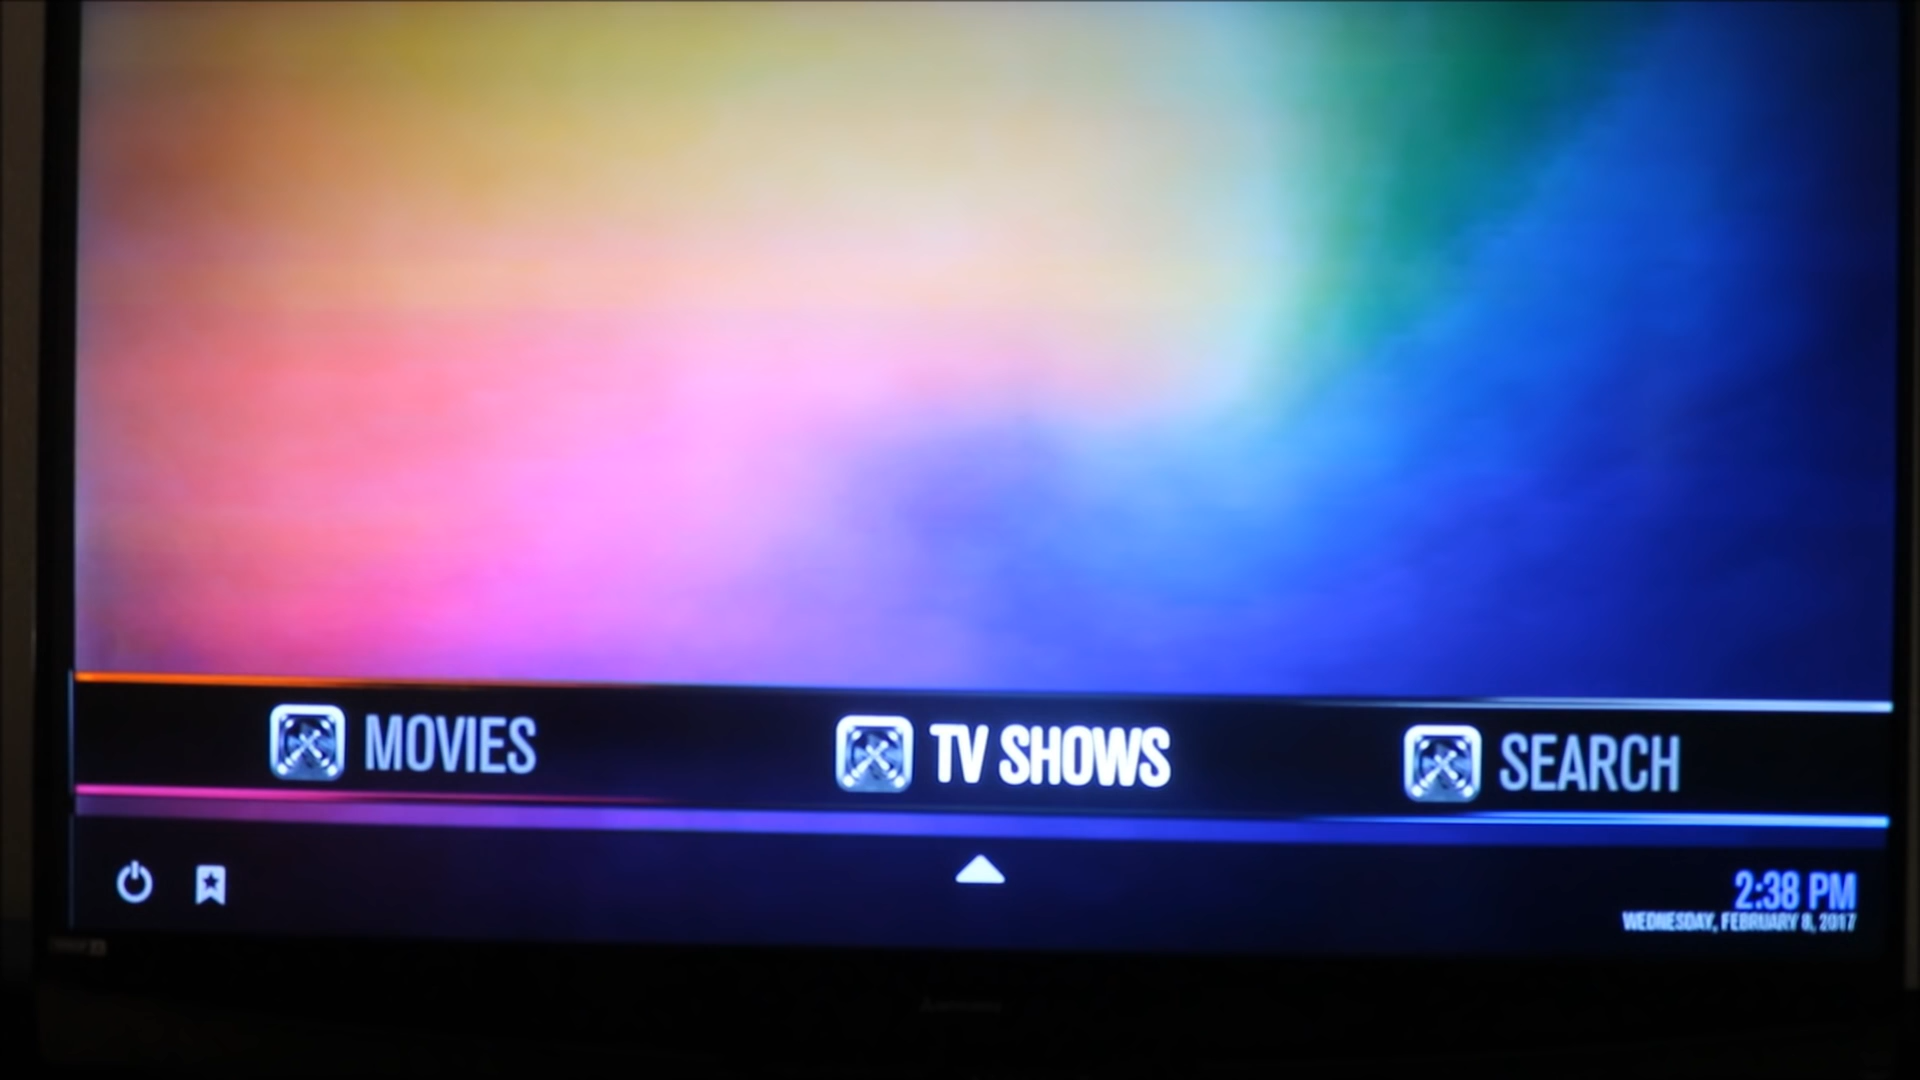 MOVIES
TV SHOWS
SEARCH
2:38 PM
WEDNESDAY, FEBRUARY 8, 2017